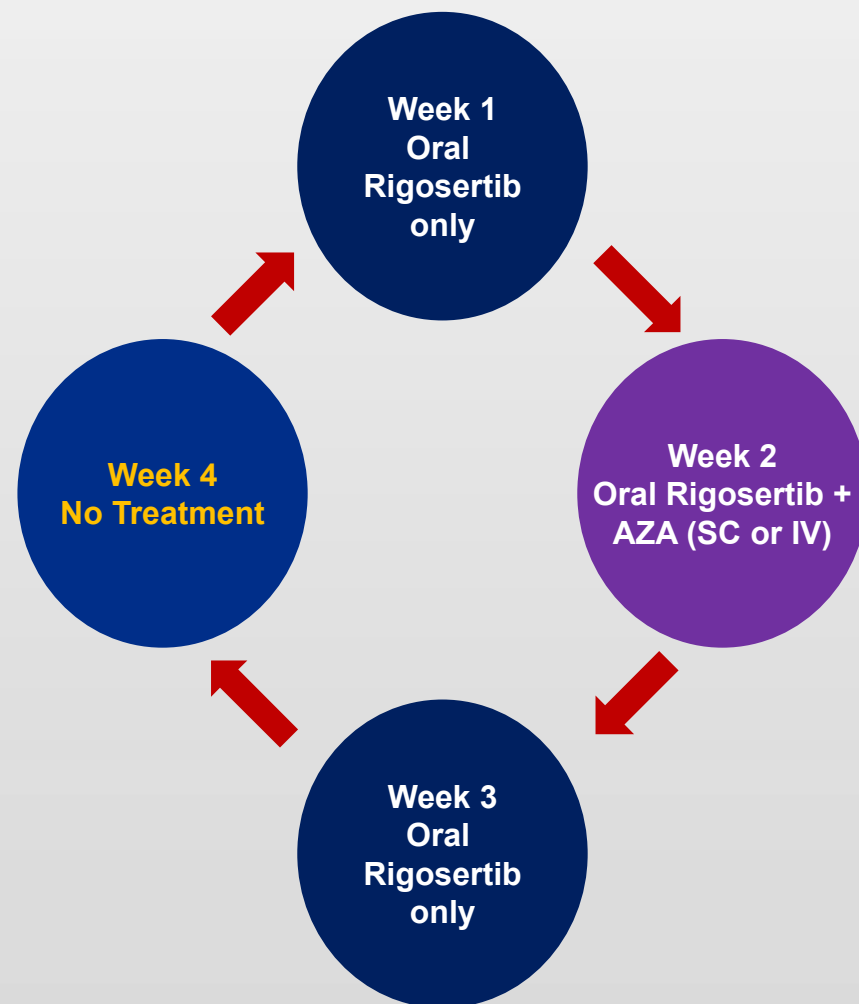 Week 1
Oral
Rigosertib
only
Week 2
Oral Rigosertib +
AZA (SC or IV)
Week 3
Oral
Rigosertib
only
Week 4
No Treatment